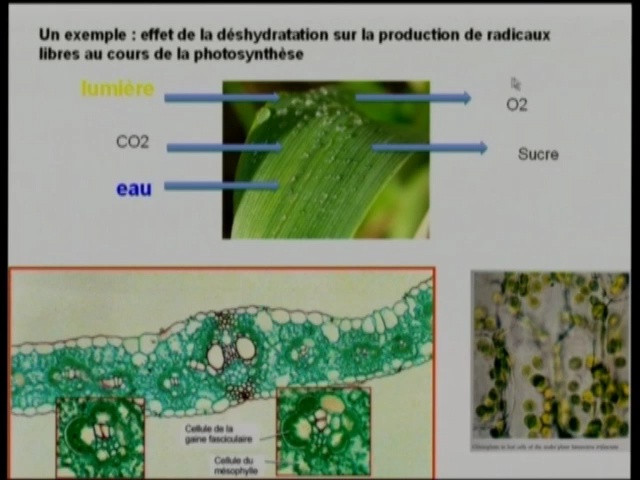 Un exemple : effet de la déshydratation sur la production de radicaux
libres au cours de la photosynthèse
lumière
O2
CO2
Sucre
eau
Cellule de la
gaine fasciculaire
Cellule du
mésophylle